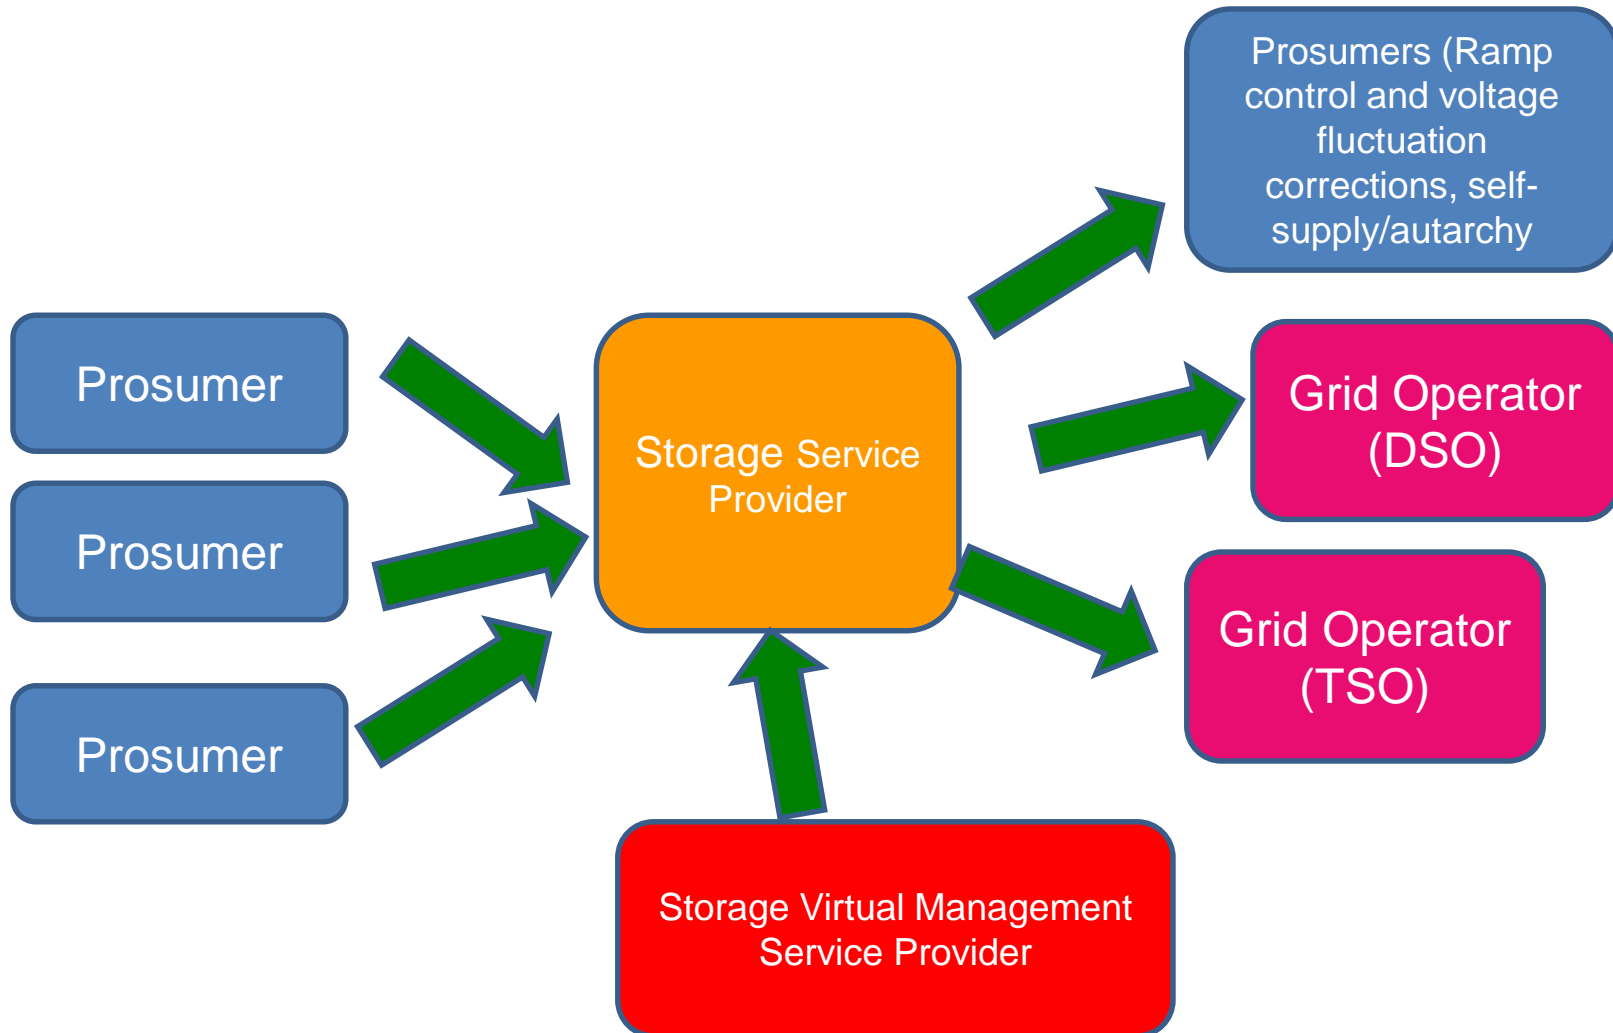 Prosumers (Ramp
control and voltage
fluctuation
corrections, self-
supply/autarchy
Prosumer
Prosumer
Prosumer
Storage Service
Provider
Grid Operator
(DSO)
Grid Operator
(TSO)
Storage Virtual Management
Service Provider